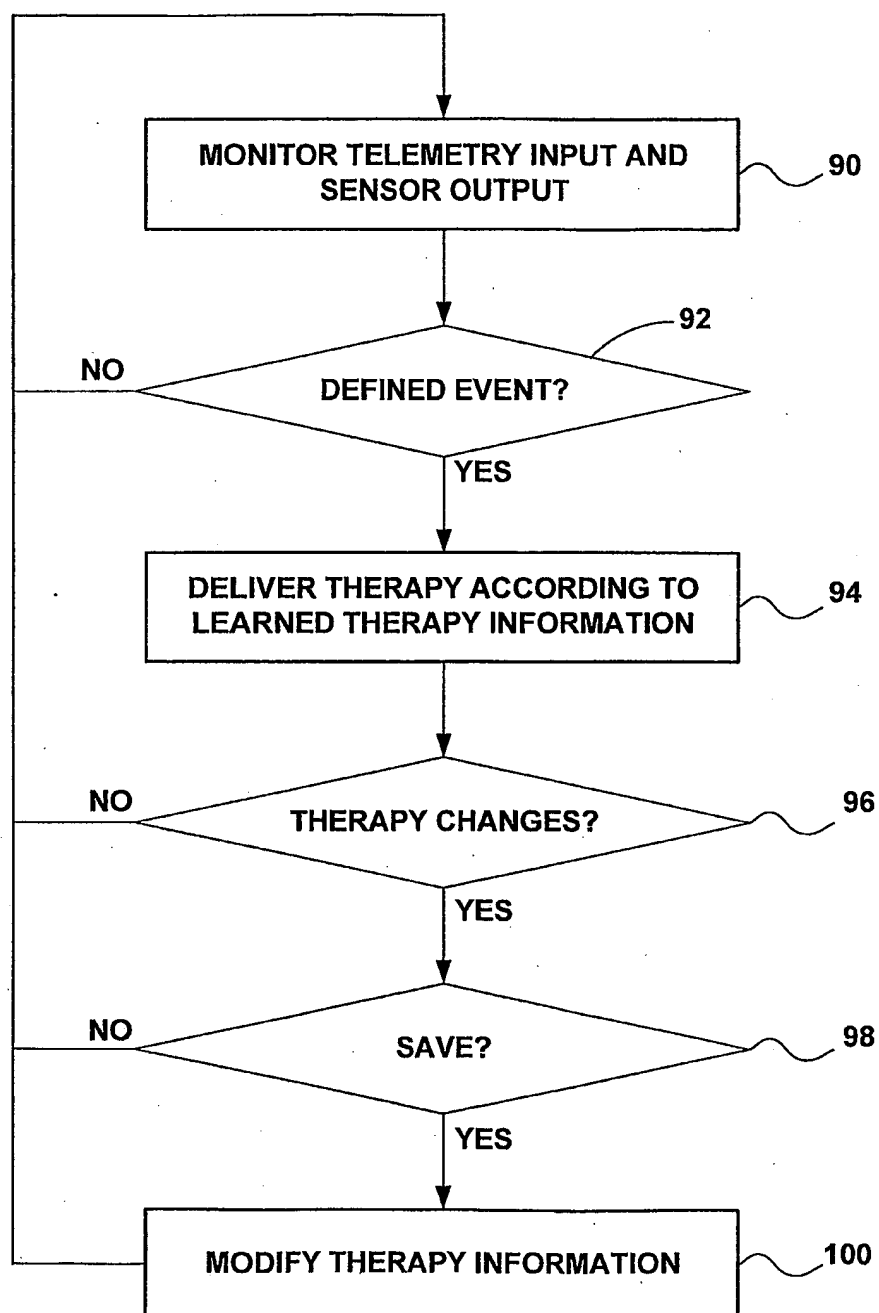 MONITOR TELEMETRY INPUT AND
SENSOR OUTPUT
90
92
NO
DEFINED EVENT?
YES
DELIVER THERAPY ACCORDING TO
LEARNED THERAPY INFORMATION
94
NO
THERAPY CHANGES?
96
YES
NO
SAVE?
98
YES
MODIFY THERAPY INFORMATION
100